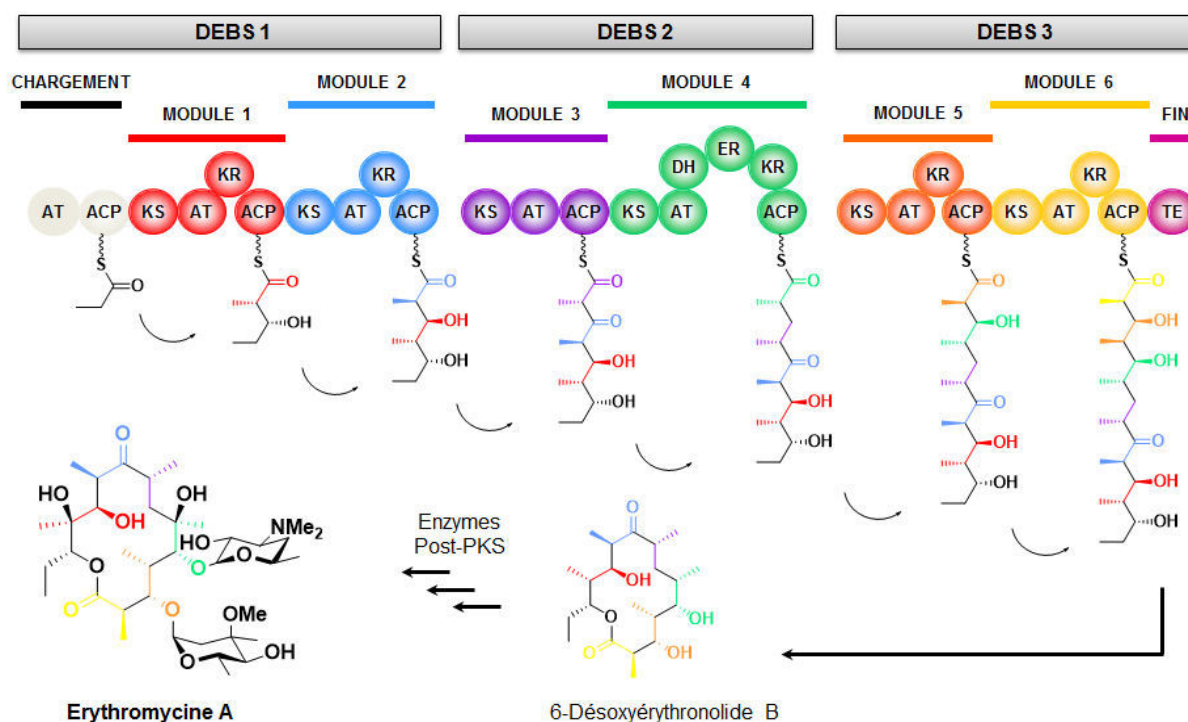 DEBS 1 DEBS 2 DEBS 3
CHARGEMENT MODULE 2 MODULE 4 MODULE 6
MODULE 1 MODULE 3 MODULE 5 FIN
DH ER KR
KR KR KR KR
AT ACP KS AT ACP KS AT ACP KS AT ACP KS AT ACP KS AT ACP KS AT ACP TE
S S S S S S
O O O O O O
OH OH O OH OH
OH O OH
OH OH O
OH OH O O
OH OH OH OH
OH OH
O
HO OH
OH
O
O
O
NMe2
HO
O
O
O
OMe
O
OH
Enzymes
Post-PKS
O
OH
O
OH
O
OH
Erythromycine A
6-Désoxyérythronolide B